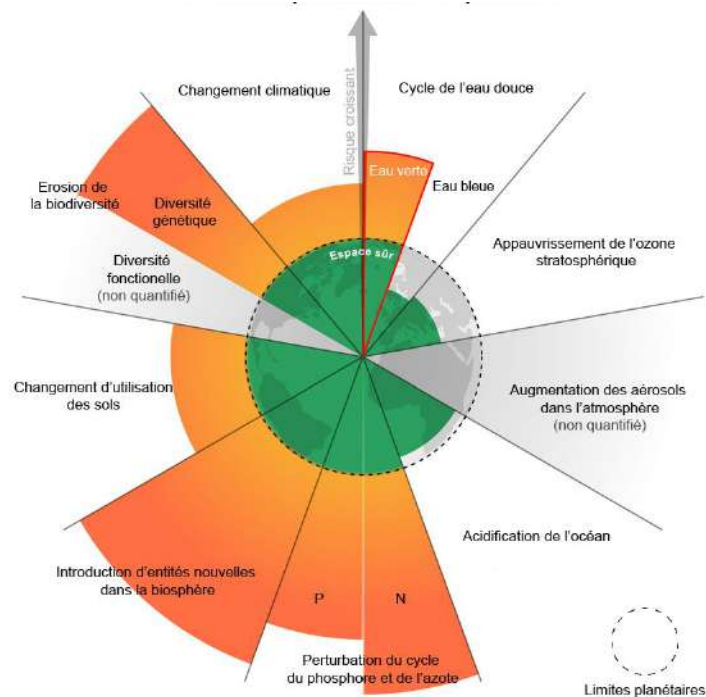 Changement climatique
Risque croissant
Cycle de l'eau douce
Eau verte
Eau bleue
Erosion de
la biodiversité
Diversité
génétique
Diversité
fonctionelle
(non quantifié)
Espace sûr
Appauvrissement de l'ozone
stratosphérique
Changement d'utilisation
des sols
Augmentation des aérosols
dans l'atmosphère
(non quantifié)
Acidification de l'océan
Introduction d'entités nouvelles
dans la biosphère
P
N
Perturbation du cycle
du phosphore et de l'azote
Limites planétaires